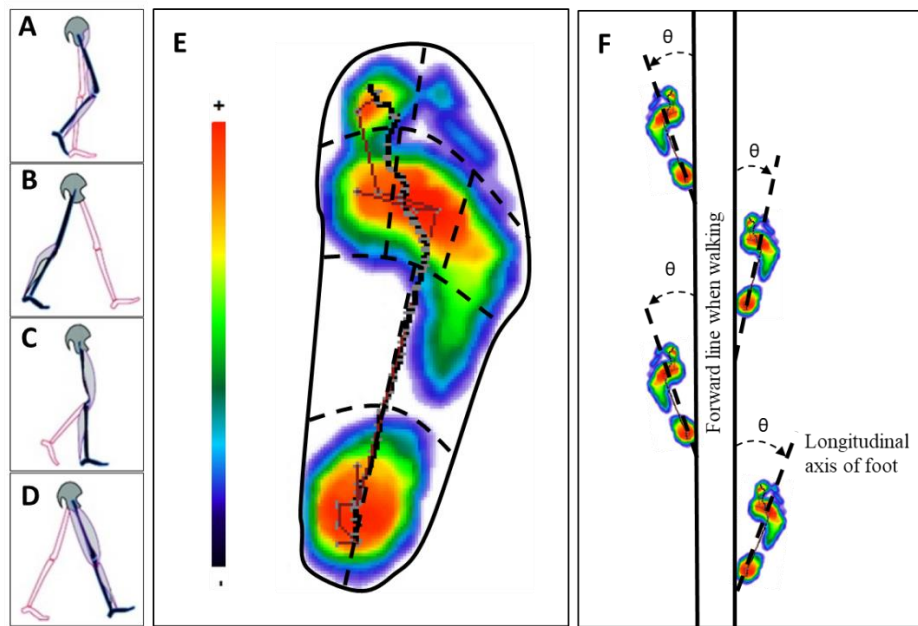 A
B
C
D
E
+
-
F
θ
θ
θ
θ
Forward line when walking
Longitudinal
axis of foot